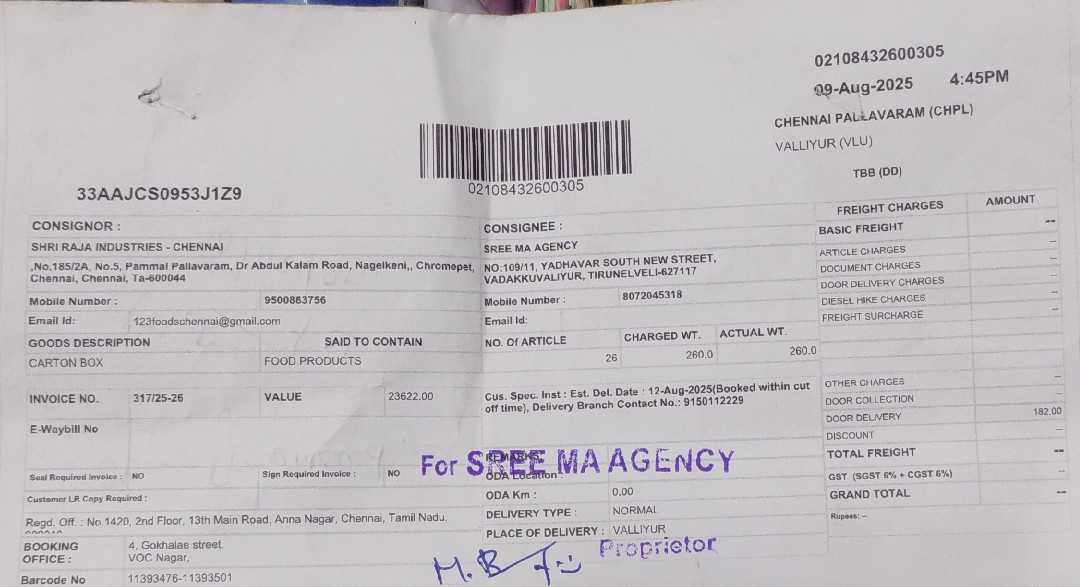 02108432600305
09-Aug-2025 4:45PM
CHENNAI PALLAVARAM (CHPL)
VALLIYUR (VLU)
TBB (DD)
02108432600305
33AAJCS0953J1Z9
CONSIGNOR :
SHRI RAJA INDUSTRIES - CHENNAI
,No.185/2A, No.5, Pammal Pallavaram, Dr Abdul Kalam Road, Nagelkeni,, Chromepet,
Chennai, Chennai, Ta-600044
Mobile Number : 9500863756
Email Id: 123foodschennai@gmail.com
GOODS DESCRIPTION SAID TO CONTAIN
CARTON BOX FOOD PRODUCTS
INVOICE NO. 317/25-26 VALUE 23622.00
E-Waybill No
Seal Required Invoice : NO Sign Required Invoice : NO
Customer LR Copy Required :
Regd. Off. : No 1420, 2nd Floor, 13th Main Road, Anna Nagar, Chennai, Tamil Nadu,
BOOKING OFFICE : 4, Gokhalae street
VOC Nagar,
Barcode No 11393476-11393501
CONSIGNEE :
SREE MA AGENCY
NO:109/11, YADHAVAR SOUTH NEW STREET,
VADAKKUVALIYUR, TIRUNELVELI-627117
Mobile Number : 8072045318
Email Id:
NO. Of ARTICLE CHARGED WT. ACTUAL WT.
26 260.0 260.0
Cus. Spec. Inst : Est. Del. Date : 12-Aug-2025(Booked within cut
off time), Delivery Branch Contact No.: 9150112229
REMARKS:
For SREE MA AGENCY
ODA Location :
ODA Km : 0.00
DELIVERY TYPE : NORMAL
PLACE OF DELIVERY : VALLIYUR
Proprietor
FREIGHT CHARGES AMOUNT
BASIC FREIGHT --
ARTICLE CHARGES --
DOCUMENT CHARGES --
DOOR DELIVERY CHARGES --
DIESEL HIKE CHARGES --
FREIGHT SURCHARGE --
OTHER CHARGES --
DOOR COLLECTION --
DOOR DELIVERY 182.00
DISCOUNT --
TOTAL FREIGHT --
GST (SGST 6% + CGST 6%) --
GRAND TOTAL --
Rupees: --